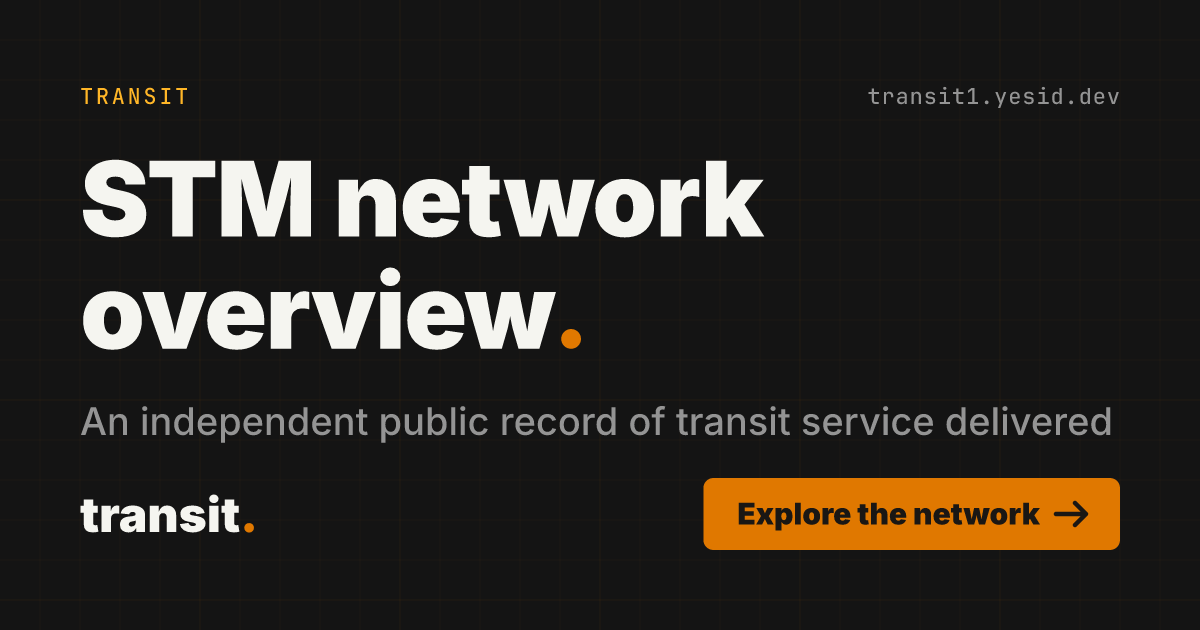 TRANSIT
transit1.yesid.dev
STM network
overview.
An independent public record of transit service delivered
transit.
Explore the network →